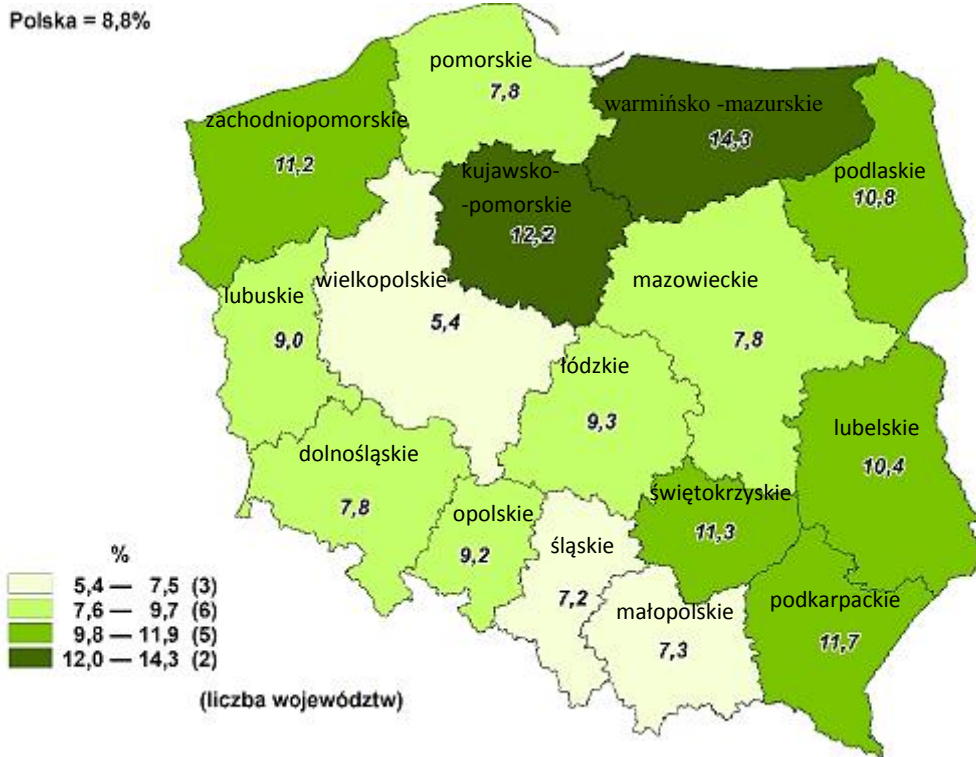 Polska = 8,8%
pomorskie
7,8
warmińsko -mazurskie
14,3
zachodniopomorskie
11,2
kujawsko-
-pomorskie
12,2
podlaskie
10,8
wielkopolskie
5,4
mazowieckie
7,8
lubuskie
9,0
łódzkie
9,3
lubelskie
10,4
dolnośląskie
7,8
opolskie
9,2
świętokrzyskie
11,3
śląskie
7,2
małopolskie
7,3
podkarpackie
11,7
%
5,4 — 7,5 (3)
7,6 — 9,7 (6)
9,8 — 11,9 (5)
12,0 — 14,3 (2)
(liczba województw)